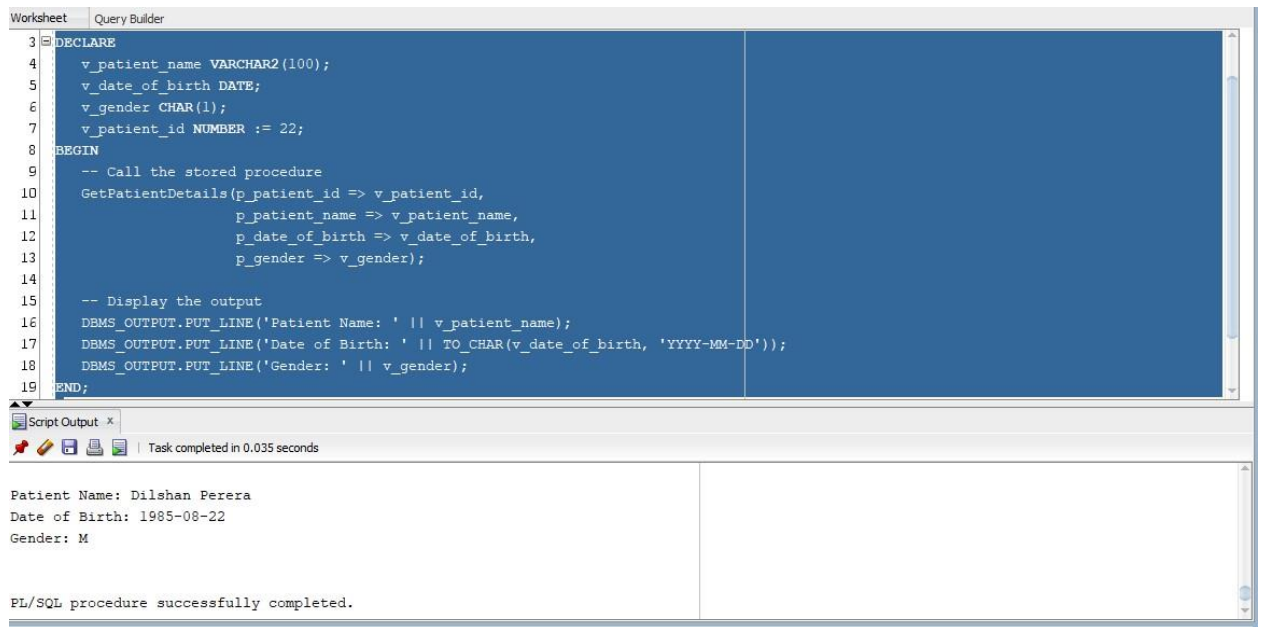 Worksheet Query Builder
3 DECLARE
4 v_patient_name VARCHAR2(100);
5 v_date_of_birth DATE;
6 v_gender CHAR(1);
7 v_patient_id NUMBER := 22;
8 BEGIN
9 -- Call the stored procedure
10 GetPatientDetails(p_patient_id => v_patient_id,
11 p_patient_name => v_patient_name,
12 p_date_of_birth => v_date_of_birth,
13 p_gender => v_gender);
14
15 -- Display the output
16 DBMS_OUTPUT.PUT_LINE('Patient Name: ' || v_patient_name);
17 DBMS_OUTPUT.PUT_LINE('Date of Birth: ' || TO_CHAR(v_date_of_birth, 'YYYY-MM-DD'));
18 DBMS_OUTPUT.PUT_LINE('Gender: ' || v_gender);
19 END;
Script Output x
Task completed in 0.035 seconds
Patient Name: Dilshan Perera
Date of Birth: 1985-08-22
Gender: M
PL/SQL procedure successfully completed.